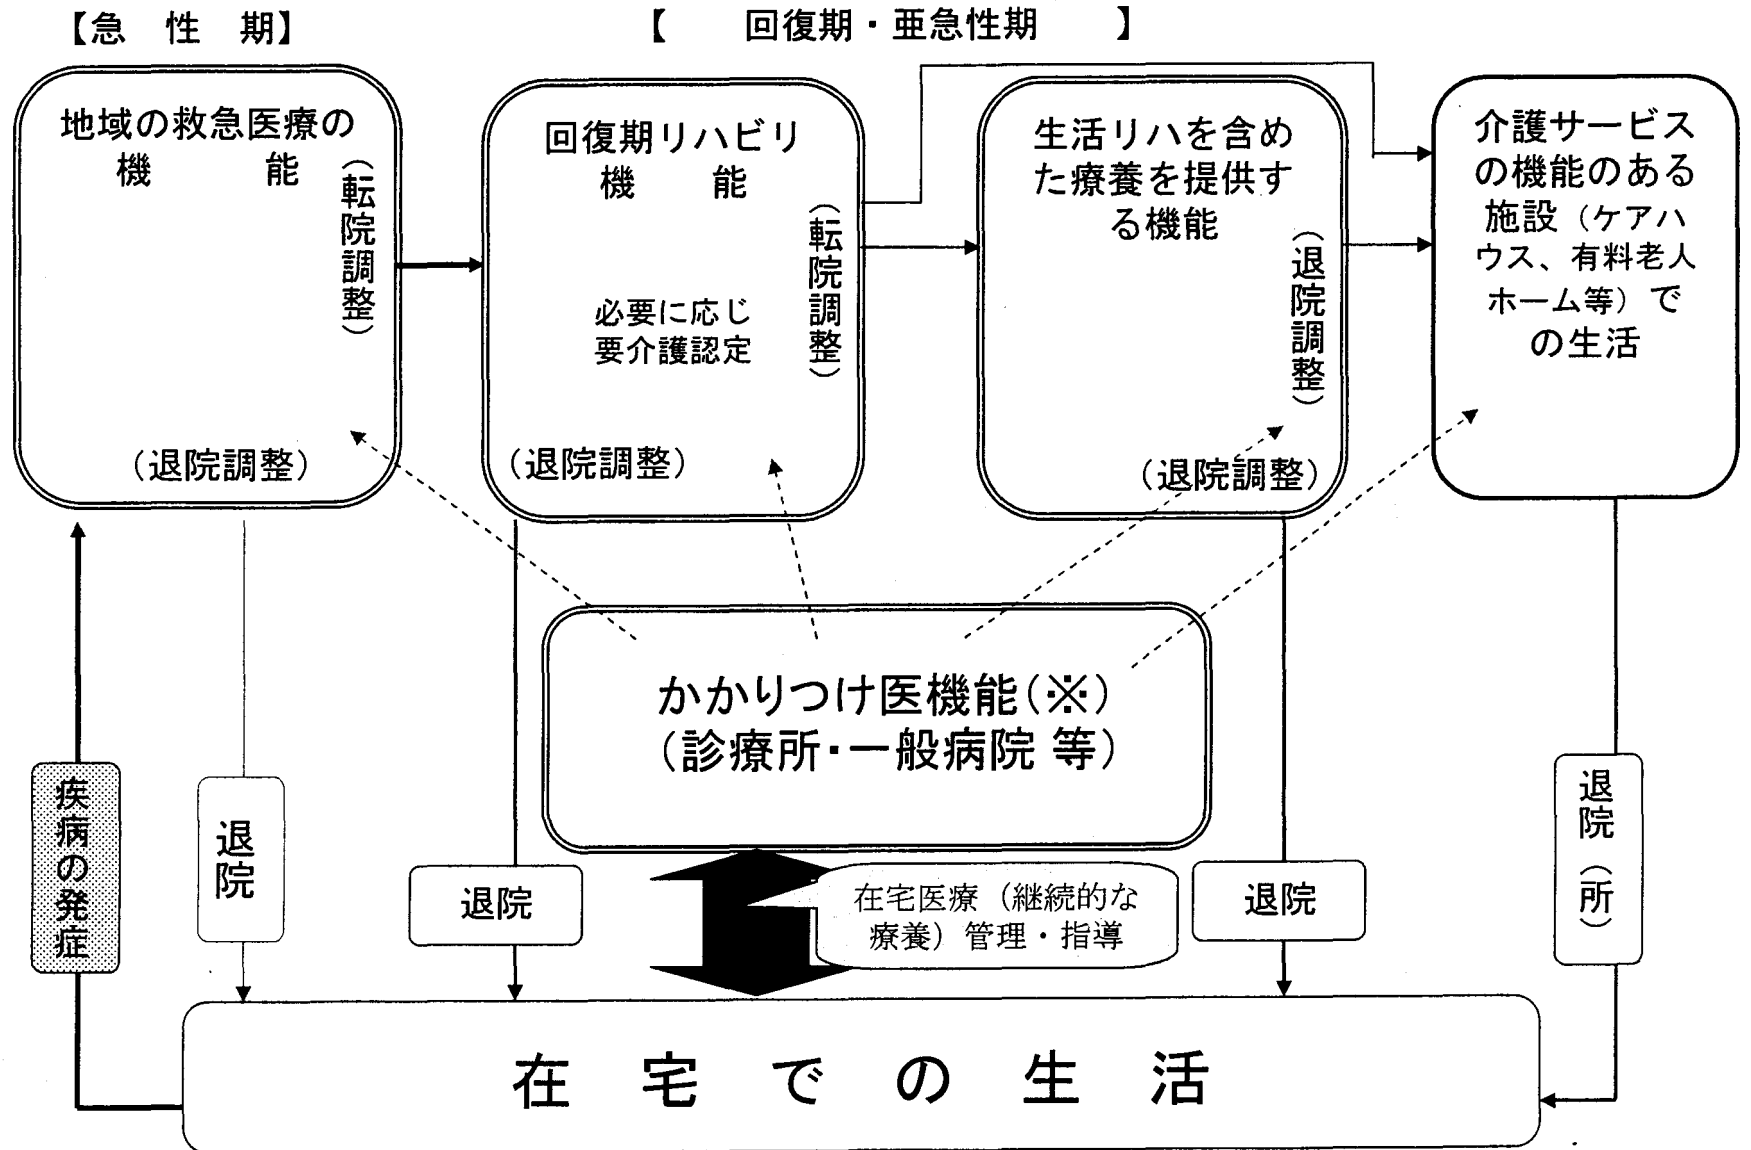 【急 性 期】
【 回復期・亜急性期 】
地域の救急医療の
機 能
（転院調整）
（退院調整）
回復期リハビリ
機 能
（転院調整）
必要に応じ
要介護認定
（退院調整）
生活リハを含め
た療養を提供す
る機能
（退院調整）
（退院調整）
介護サービス
の機能のある
施設（ケアハ
ウス、有料老人
ホーム等）で
の生活
かかりつけ医機能（※）
（診療所・一般病院 等）
疾病の発症
退院
退院
在宅医療（継続的な
療養）管理・指導
退院
退院（所）
在 宅 で の 生 活